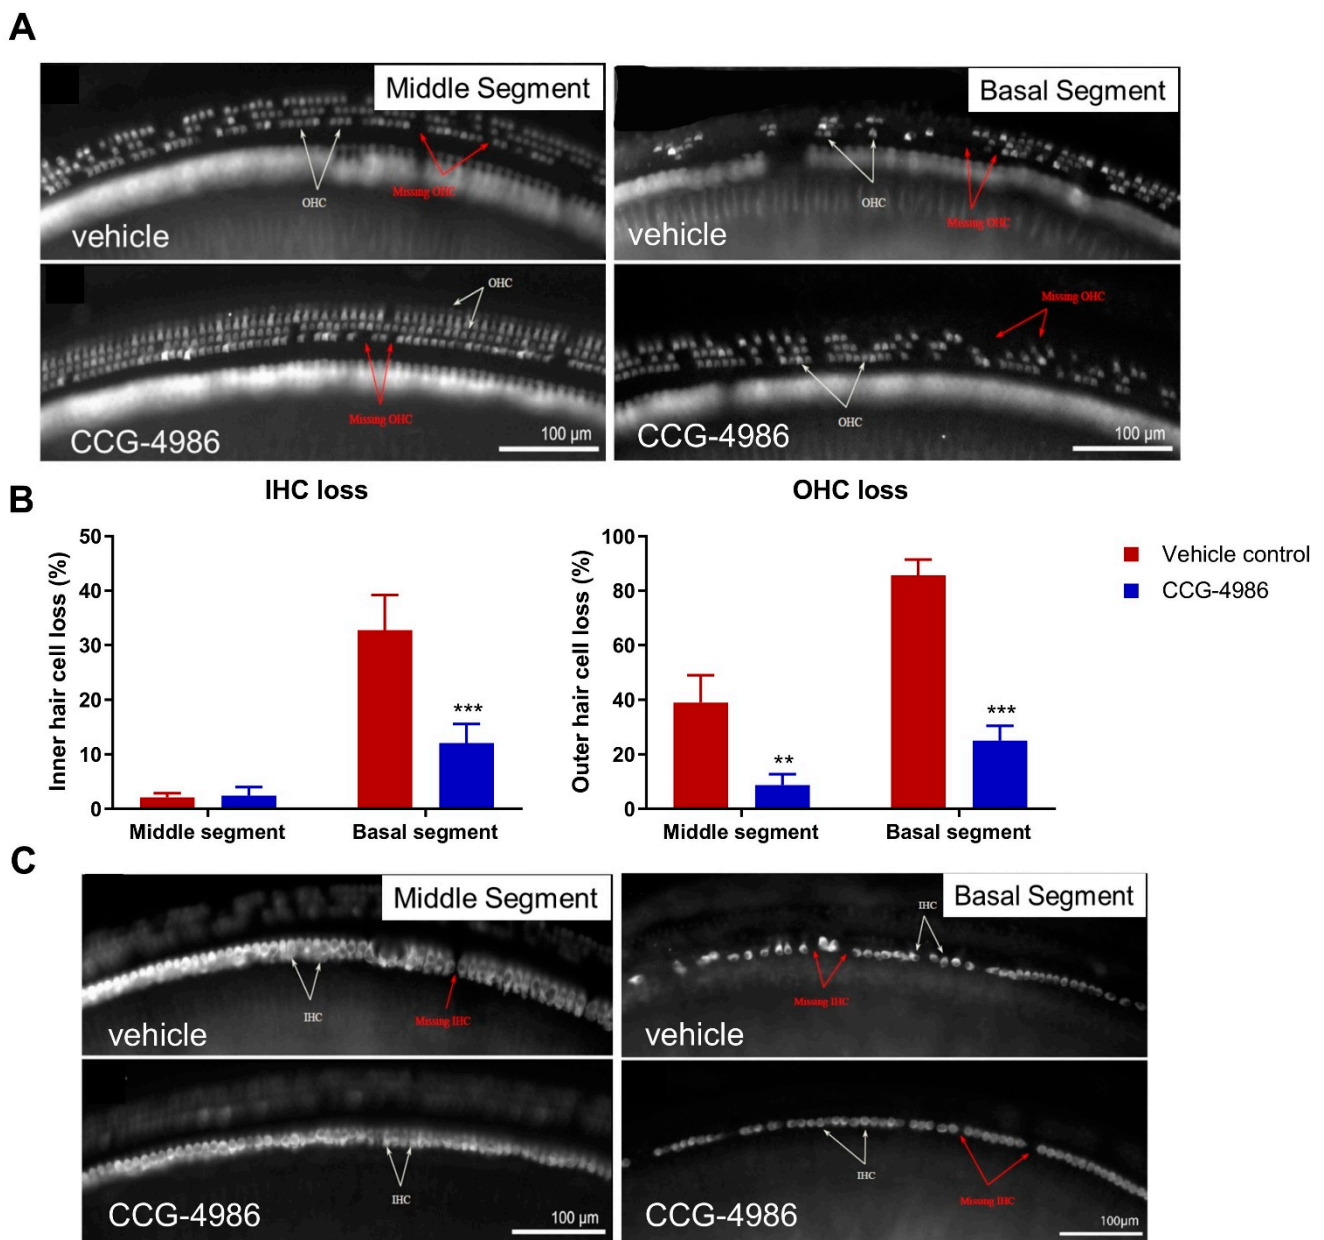 A
Middle Segment
OHC
Missing OHC
vehicle
Basal Segment
OHC
Missing OHC
vehicle
OHC
Missing OHC
CCG-4986
100 µm
Missing OHC
OHC
CCG-4986
100 µm
B
IHC loss
Inner hair cell loss (%)
50
40
30
20
10
0
***
Middle segment
Basal segment
OHC loss
Outer hair cell loss (%)
100
80
60
40
20
0
**
***
Middle segment
Basal segment
Vehicle control
CCG-4986
C
Middle Segment
IHC
Missing IHC
vehicle
Basal Segment
IHC
Missing IHC
vehicle
IHC
CCG-4986
100 µm
IHC
Missing IHC
CCG-4986
100µm